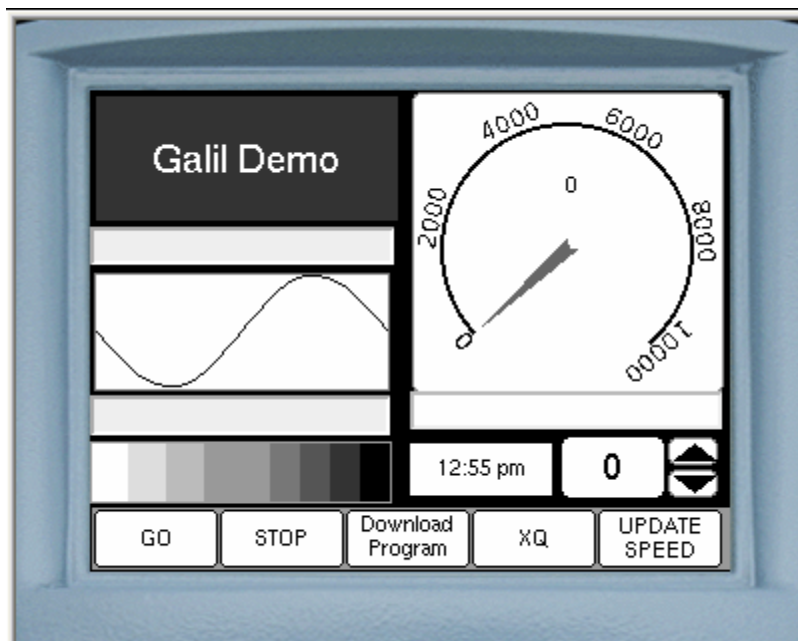 Galil Demo
0
2000
4000
6000
8000
10000
0
12:55 pm
0
GO
STOP
Download
Program
XQ
UPDATE
SPEED